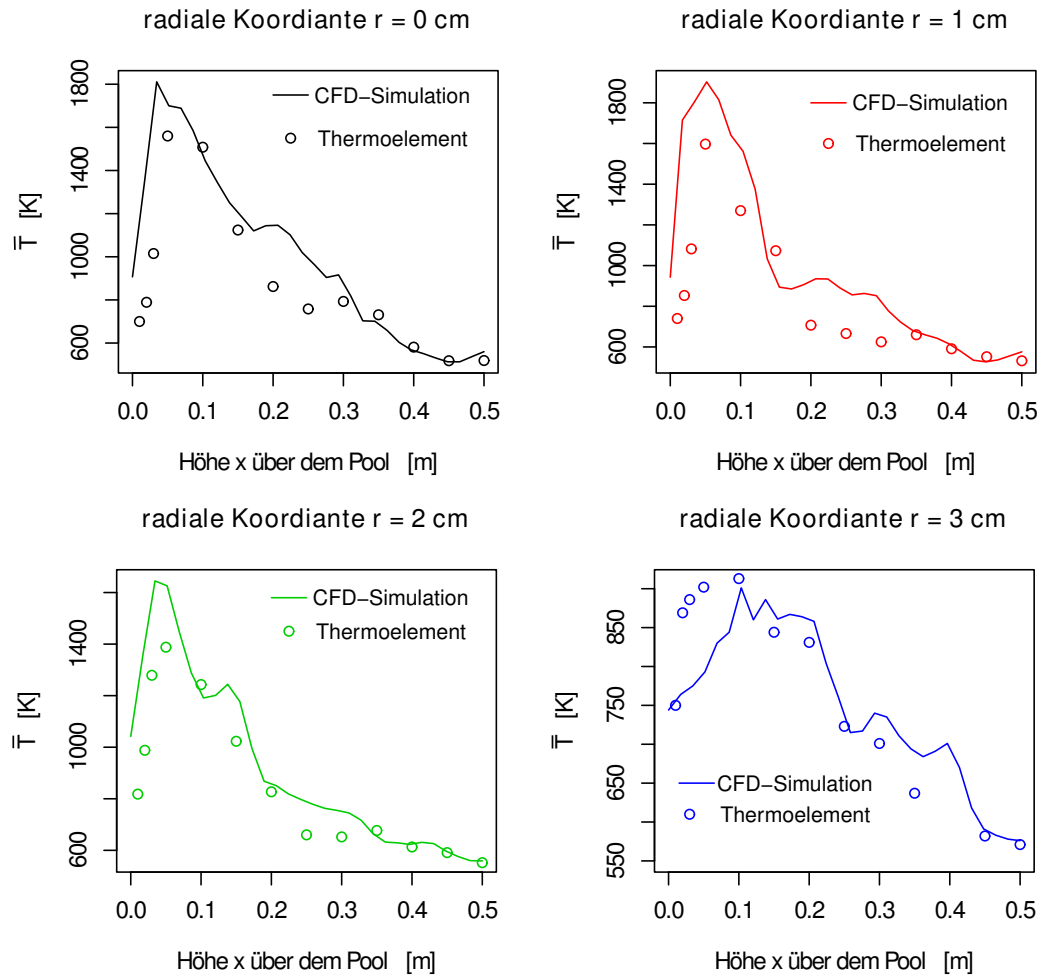 radiale Koordiante r = 0 cm
CFD−Simulation
Thermoelement
T̅ [K]
1800
1400
1000
600
0.0 0.1 0.2 0.3 0.4 0.5
Höhe x über dem Pool [m]
radiale Koordiante r = 1 cm
CFD−Simulation
Thermoelement
T̅ [K]
1800
1400
1000
600
0.0 0.1 0.2 0.3 0.4 0.5
Höhe x über dem Pool [m]
radiale Koordiante r = 2 cm
CFD−Simulation
Thermoelement
T̅ [K]
1400
1000
600
0.0 0.1 0.2 0.3 0.4 0.5
Höhe x über dem Pool [m]
radiale Koordiante r = 3 cm
CFD−Simulation
Thermoelement
T̅ [K]
850
750
650
550
0.0 0.1 0.2 0.3 0.4 0.5
Höhe x über dem Pool [m]